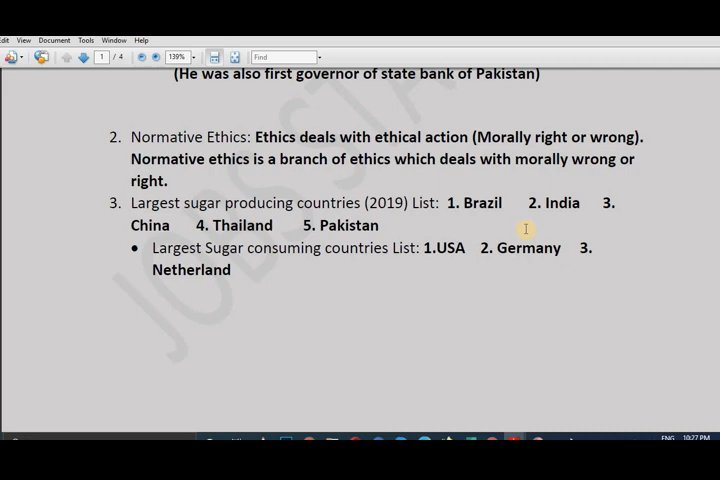 Edit View Document Tools Window Help
1 / 4 139% Find
(He was also first governor of state bank of Pakistan)
2. Normative Ethics: Ethics deals with ethical action (Morally right or wrong).
Normative ethics is a branch of ethics which deals with morally wrong or
right.
3. Largest sugar producing countries (2019) List: 1. Brazil 2. India 3.
China 4. Thailand 5. Pakistan
• Largest Sugar consuming countries List: 1.USA 2. Germany 3.
Netherland
JOBS STA
ENG 10:27 PM